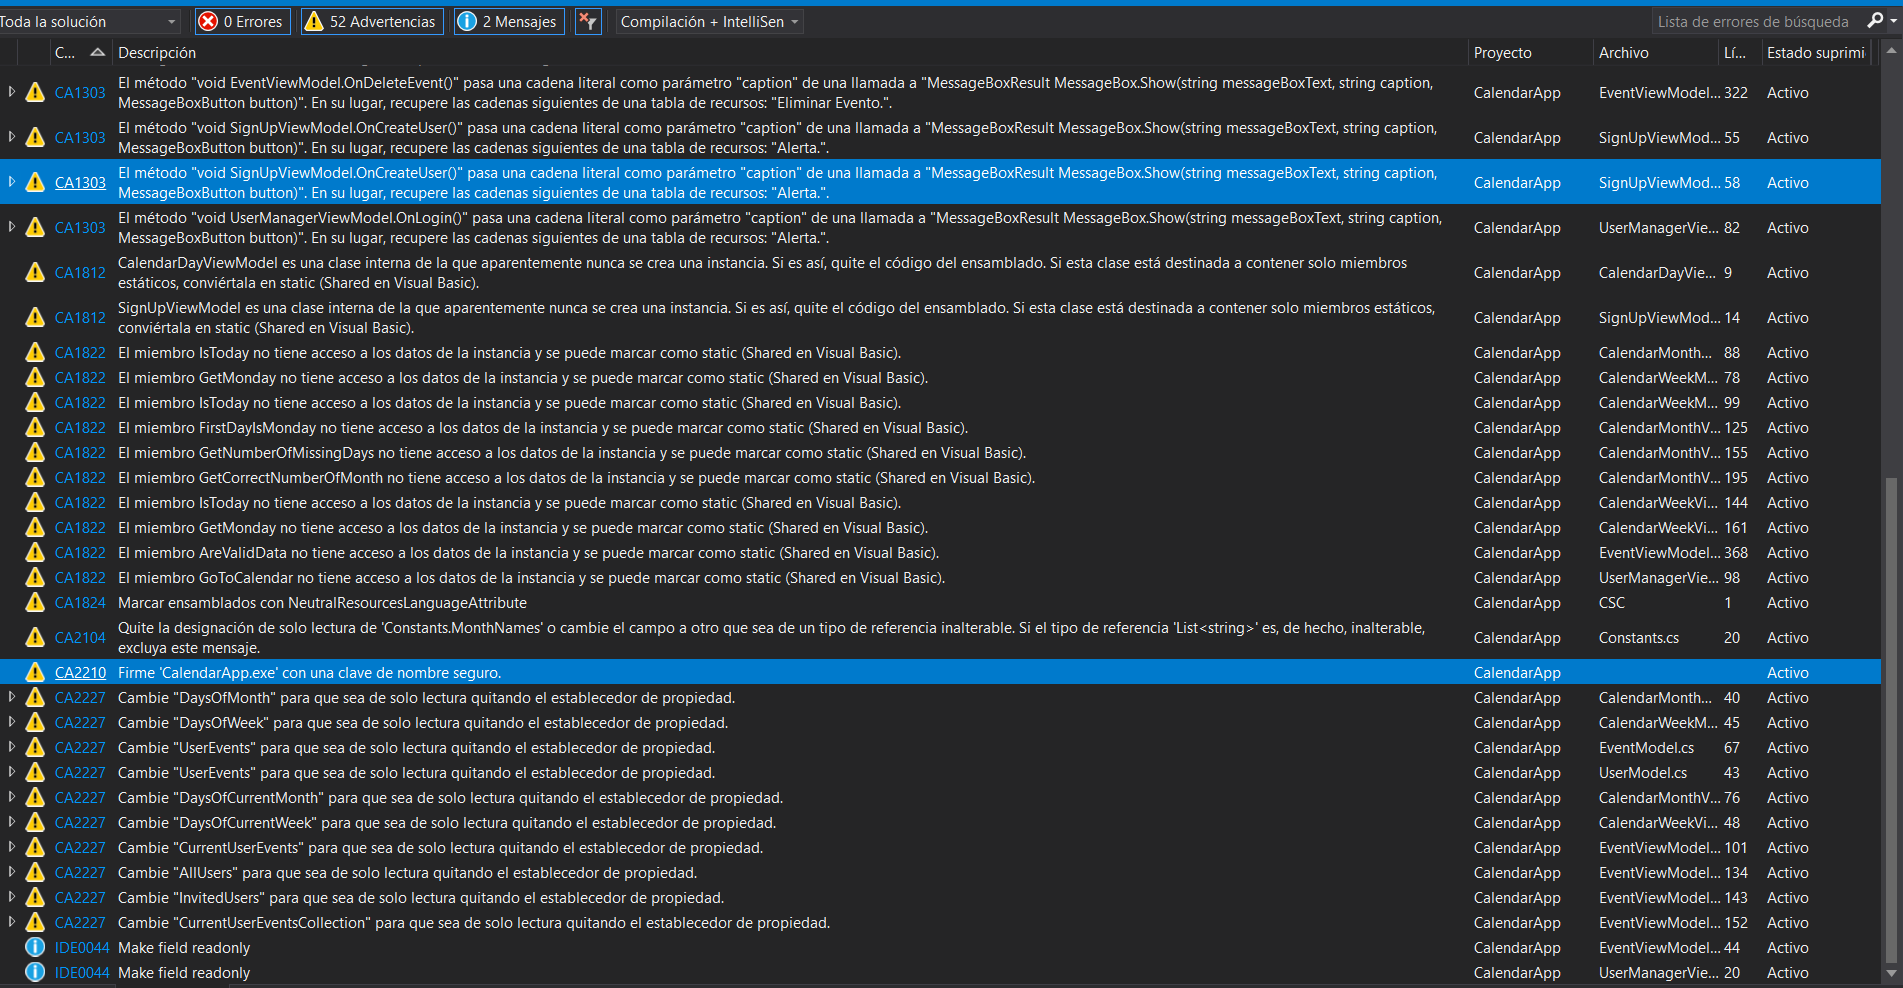 Toda la solución 0 Errores 52 Advertencias 2 Mensajes Compilación + IntelliSen Lista de errores de búsqueda
C... Descripción Proyecto Archivo Lí... Estado suprimi
CA1303 El método "void EventViewModel.OnDeleteEvent()" pasa una cadena literal como parámetro "caption" de una llamada a "MessageBoxResult MessageBox.Show(string messageBoxText, string caption,
MessageBoxButton button)". En su lugar, recupere las cadenas siguientes de una tabla de recursos: "Eliminar Evento.". CalendarApp EventViewModel... 322 Activo
CA1303 El método "void SignUpViewModel.OnCreateUser()" pasa una cadena literal como parámetro "caption" de una llamada a "MessageBoxResult MessageBox.Show(string messageBoxText, string caption,
MessageBoxButton button)". En su lugar, recupere las cadenas siguientes de una tabla de recursos: "Alerta.". CalendarApp SignUpViewMod... 55 Activo
CA1303 El método "void SignUpViewModel.OnCreateUser()" pasa una cadena literal como parámetro "caption" de una llamada a "MessageBoxResult MessageBox.Show(string messageBoxText, string caption,
MessageBoxButton button)". En su lugar, recupere las cadenas siguientes de una tabla de recursos: "Alerta.". CalendarApp SignUpViewMod... 58 Activo
CA1303 El método "void UserManagerViewModel.OnLogin()" pasa una cadena literal como parámetro "caption" de una llamada a "MessageBoxResult MessageBox.Show(string messageBoxText, string caption,
MessageBoxButton button)". En su lugar, recupere las cadenas siguientes de una tabla de recursos: "Alerta.". CalendarApp UserManagerVie... 82 Activo
CA1812 CalendarDayViewModel es una clase interna de la que aparentemente nunca se crea una instancia. Si es así, quite el código del ensamblado. Si esta clase está destinada a contener solo miembros
estáticos, conviértala en static (Shared en Visual Basic). CalendarApp CalendarDayVie... 9 Activo
CA1812 SignUpViewModel es una clase interna de la que aparentemente nunca se crea una instancia. Si es así, quite el código del ensamblado. Si esta clase está destinada a contener solo miembros estáticos,
conviértala en static (Shared en Visual Basic). CalendarApp SignUpViewMod... 14 Activo
CA1822 El miembro IsToday no tiene acceso a los datos de la instancia y se puede marcar como static (Shared en Visual Basic). CalendarApp CalendarMonth... 88 Activo
CA1822 El miembro GetMonday no tiene acceso a los datos de la instancia y se puede marcar como static (Shared en Visual Basic). CalendarApp CalendarWeekM... 78 Activo
CA1822 El miembro IsToday no tiene acceso a los datos de la instancia y se puede marcar como static (Shared en Visual Basic). CalendarApp CalendarWeekM... 99 Activo
CA1822 El miembro FirstDayIsMonday no tiene acceso a los datos de la instancia y se puede marcar como static (Shared en Visual Basic). CalendarApp CalendarMonthV... 125 Activo
CA1822 El miembro GetNumberOfMissingDays no tiene acceso a los datos de la instancia y se puede marcar como static (Shared en Visual Basic). CalendarApp CalendarMonthV... 155 Activo
CA1822 El miembro GetCorrectNumberOfMonth no tiene acceso a los datos de la instancia y se puede marcar como static (Shared en Visual Basic). CalendarApp CalendarMonthV... 195 Activo
CA1822 El miembro IsToday no tiene acceso a los datos de la instancia y se puede marcar como static (Shared en Visual Basic). CalendarApp CalendarWeekVi... 144 Activo
CA1822 El miembro GetMonday no tiene acceso a los datos de la instancia y se puede marcar como static (Shared en Visual Basic). CalendarApp CalendarWeekVi... 161 Activo
CA1822 El miembro AreValidData no tiene acceso a los datos de la instancia y se puede marcar como static (Shared en Visual Basic). CalendarApp EventViewModel... 368 Activo
CA1822 El miembro GoToCalendar no tiene acceso a los datos de la instancia y se puede marcar como static (Shared en Visual Basic). CalendarApp UserManagerVie... 98 Activo
CA1824 Marcar ensamblados con NeutralResourcesLanguageAttribute CalendarApp CSC 1 Activo
CA2104 Quite la designación de solo lectura de 'Constants.MonthNames' o cambie el campo a otro que sea de un tipo de referencia inalterable. Si el tipo de referencia 'List<string>' es, de hecho, inalterable,
excluya este mensaje. CalendarApp Constants.cs 20 Activo
CA2210 Firme 'CalendarApp.exe' con una clave de nombre seguro. CalendarApp Activo
CA2227 Cambie "DaysOfMonth" para que sea de solo lectura quitando el establecedor de propiedad. CalendarApp CalendarMonth... 40 Activo
CA2227 Cambie "DaysOfWeek" para que sea de solo lectura quitando el establecedor de propiedad. CalendarApp CalendarWeekM... 45 Activo
CA2227 Cambie "UserEvents" para que sea de solo lectura quitando el establecedor de propiedad. CalendarApp EventModel.cs 67 Activo
CA2227 Cambie "UserEvents" para que sea de solo lectura quitando el establecedor de propiedad. CalendarApp UserModel.cs 43 Activo
CA2227 Cambie "DaysOfCurrentMonth" para que sea de solo lectura quitando el establecedor de propiedad. CalendarApp CalendarMonthV... 76 Activo
CA2227 Cambie "DaysOfCurrentWeek" para que sea de solo lectura quitando el establecedor de propiedad. CalendarApp CalendarWeekVi... 48 Activo
CA2227 Cambie "CurrentUserEvents" para que sea de solo lectura quitando el establecedor de propiedad. CalendarApp EventViewModel... 101 Activo
CA2227 Cambie "AllUsers" para que sea de solo lectura quitando el establecedor de propiedad. CalendarApp EventViewModel... 134 Activo
CA2227 Cambie "InvitedUsers" para que sea de solo lectura quitando el establecedor de propiedad. CalendarApp EventViewModel... 143 Activo
CA2227 Cambie "CurrentUserEventsCollection" para que sea de solo lectura quitando el establecedor de propiedad. CalendarApp EventViewModel... 152 Activo
IDE0044 Make field readonly CalendarApp EventViewModel... 44 Activo
IDE0044 Make field readonly CalendarApp UserManagerVie... 20 Activo